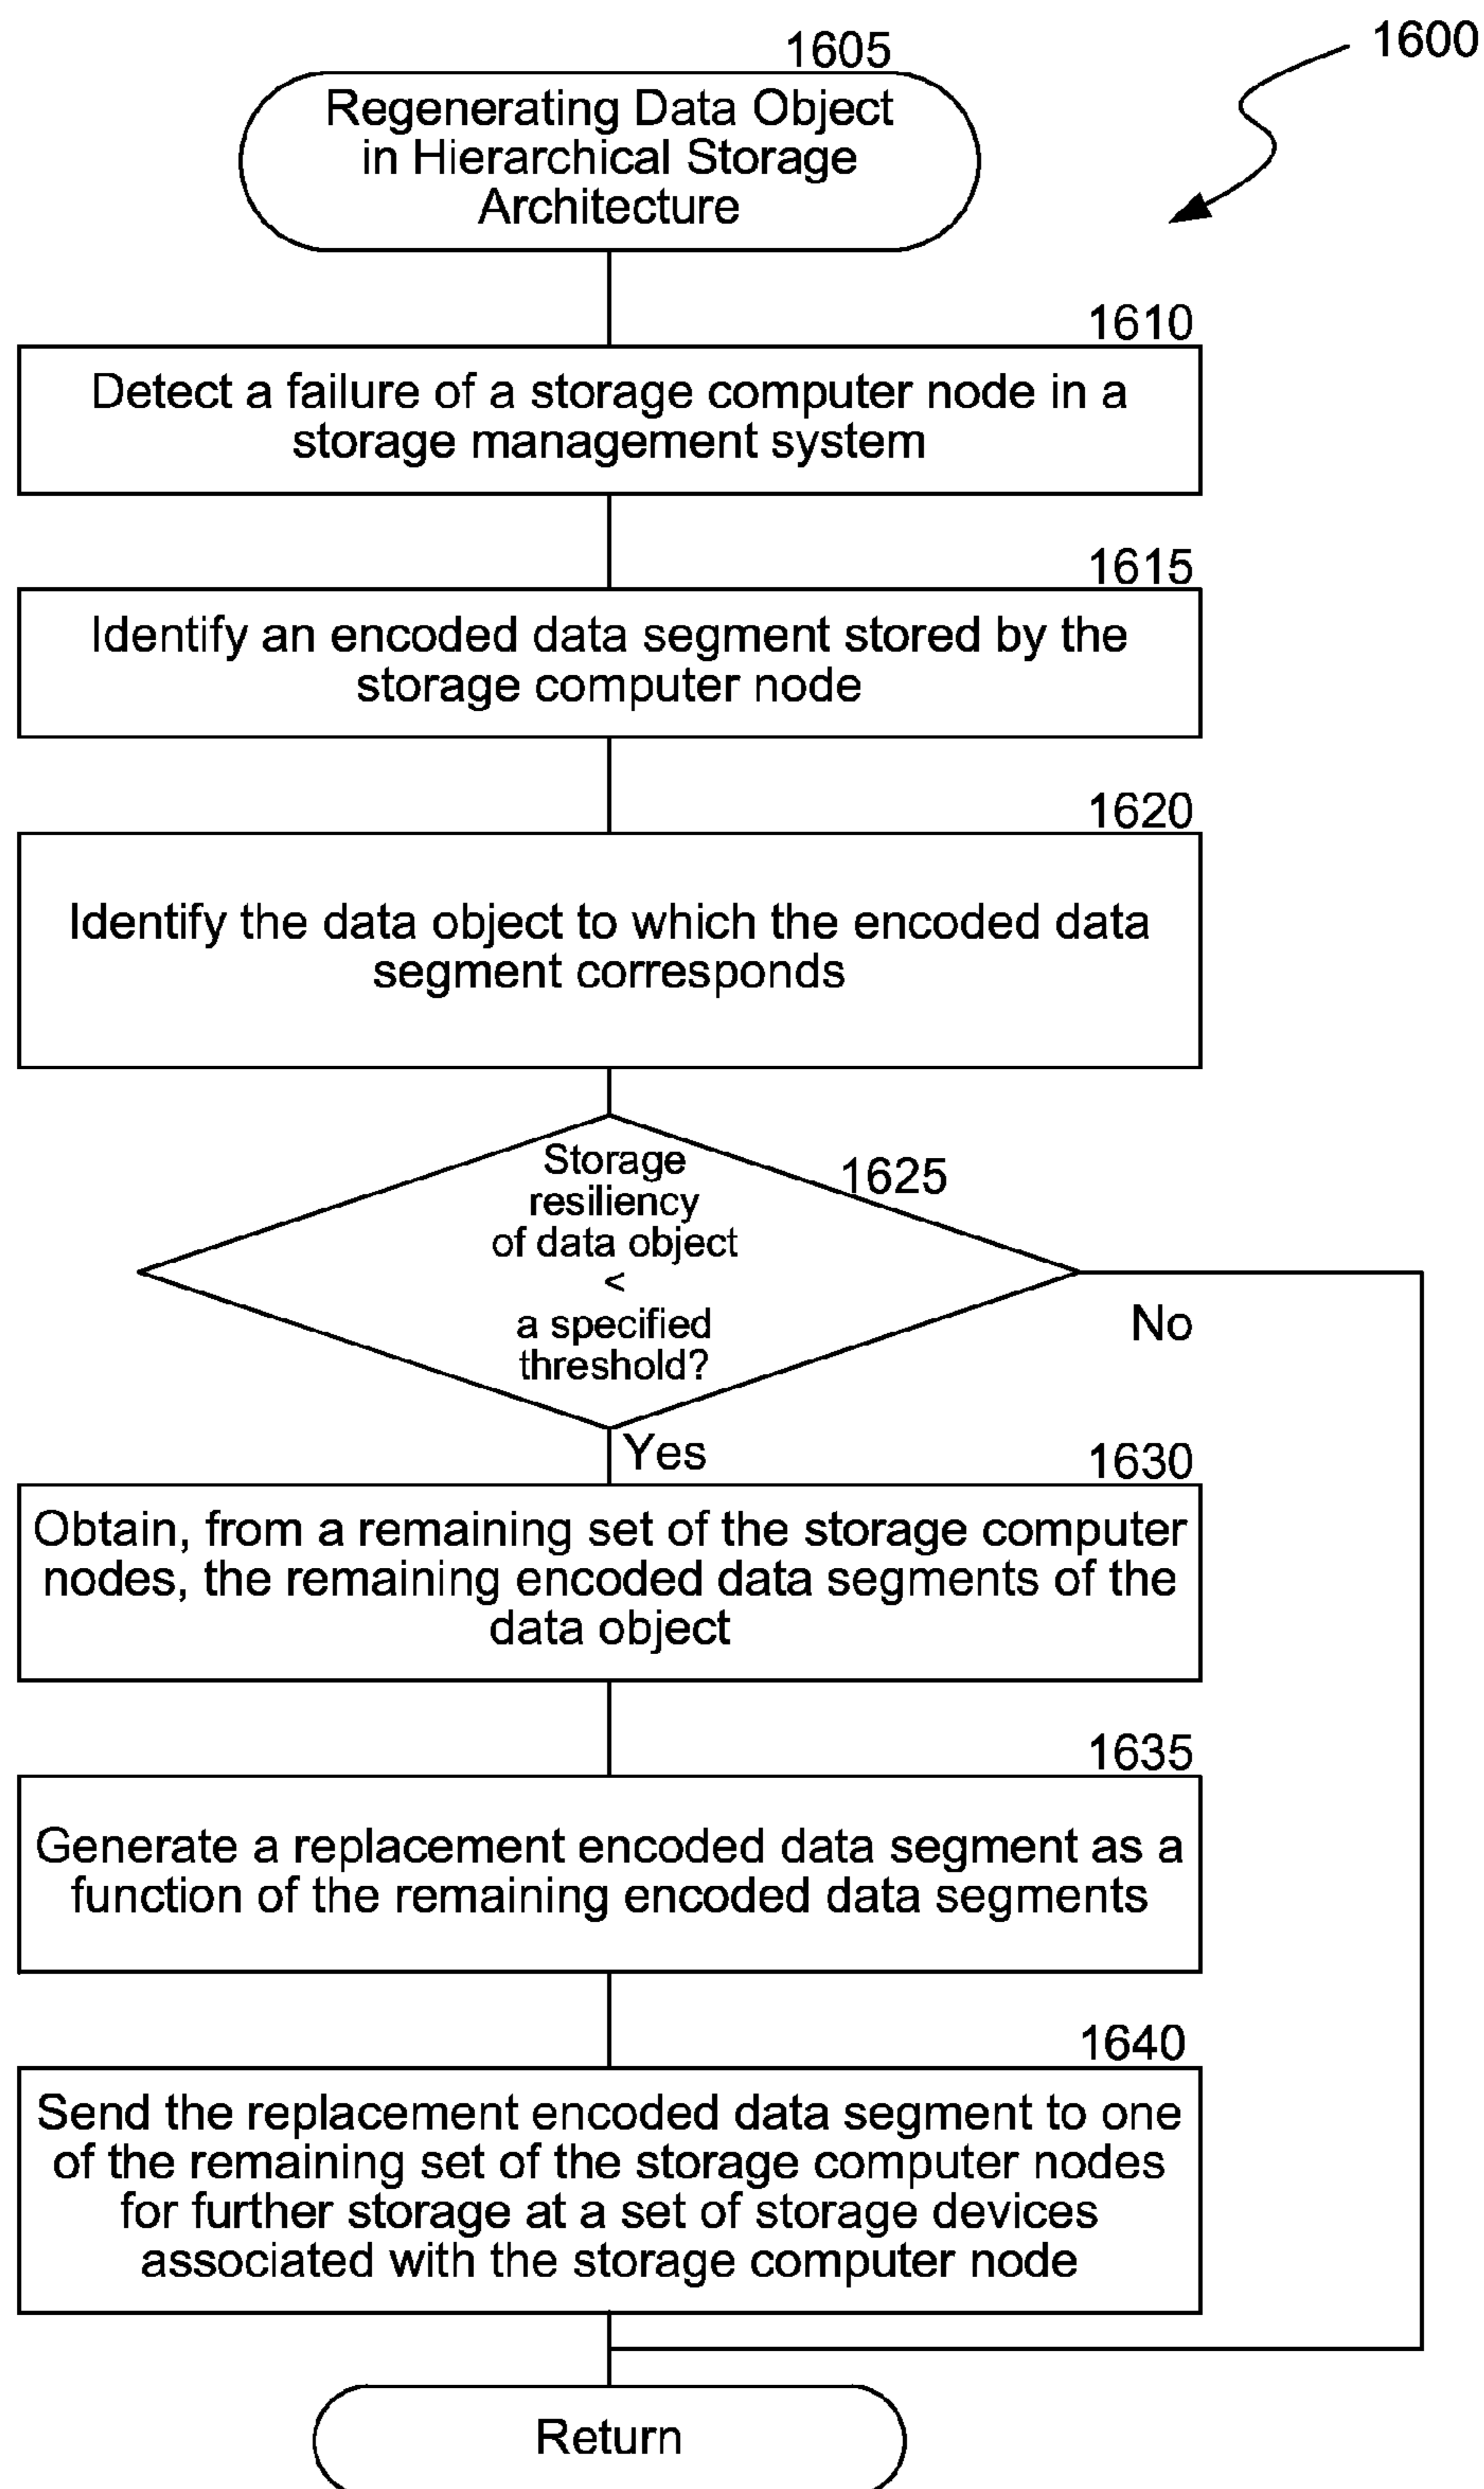 1600
1605
Regenerating Data Object
in Hierarchical Storage
Architecture
1610
Detect a failure of a storage computer node in a
storage management system
1615
Identify an encoded data segment stored by the
storage computer node
1620
Identify the data object to which the encoded data
segment corresponds
1625
Storage
resiliency
of data object
<
a specified
threshold?
No
Yes
1630
Obtain, from a remaining set of the storage computer
nodes, the remaining encoded data segments of the
data object
1635
Generate a replacement encoded data segment as a
function of the remaining encoded data segments
1640
Send the replacement encoded data segment to one
of the remaining set of the storage computer nodes
for further storage at a set of storage devices
associated with the storage computer node
Return